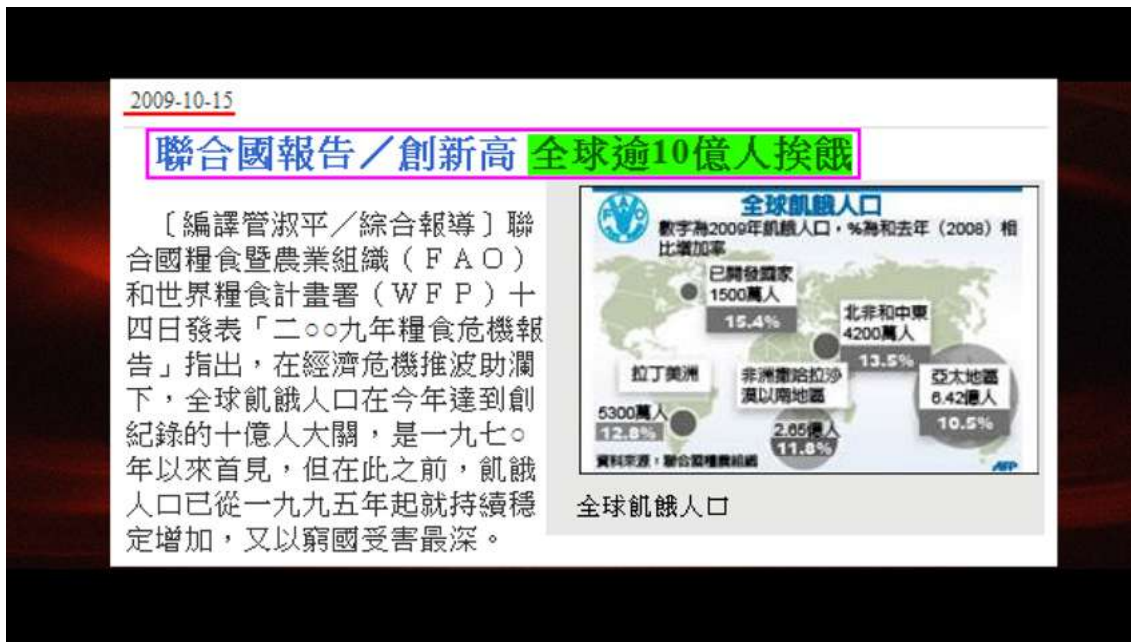 2009-10-15
聯合國報告／創新高 全球逾10億人挨餓
〔編譯管淑平／綜合報導〕聯
合國糧食暨農業組織（ＦＡＯ）
和世界糧食計畫署（ＷＦＰ）十
四日發表「二○○九年糧食危機報
告」指出，在經濟危機推波助瀾
下，全球飢餓人口在今年達到創
紀錄的十億人大關，是一九七○
年以來首見，但在此之前，飢餓
人口已從一九九五年起就持續穩
定增加，又以窮國受害最深。
全球飢餓人口
數字為2009年飢餓人口，%為和去年（2008）相
比增加率
已開發國家
1500萬人
15.4%
北非和中東
4200萬人
13.5%
拉丁美洲
5300萬人
12.8%
非洲撒哈拉沙
漠以南地區
2.65億人
11.8%
亞太地區
6.42億人
10.5%
資料來源：聯合國糧農組織
AFP
全球飢餓人口